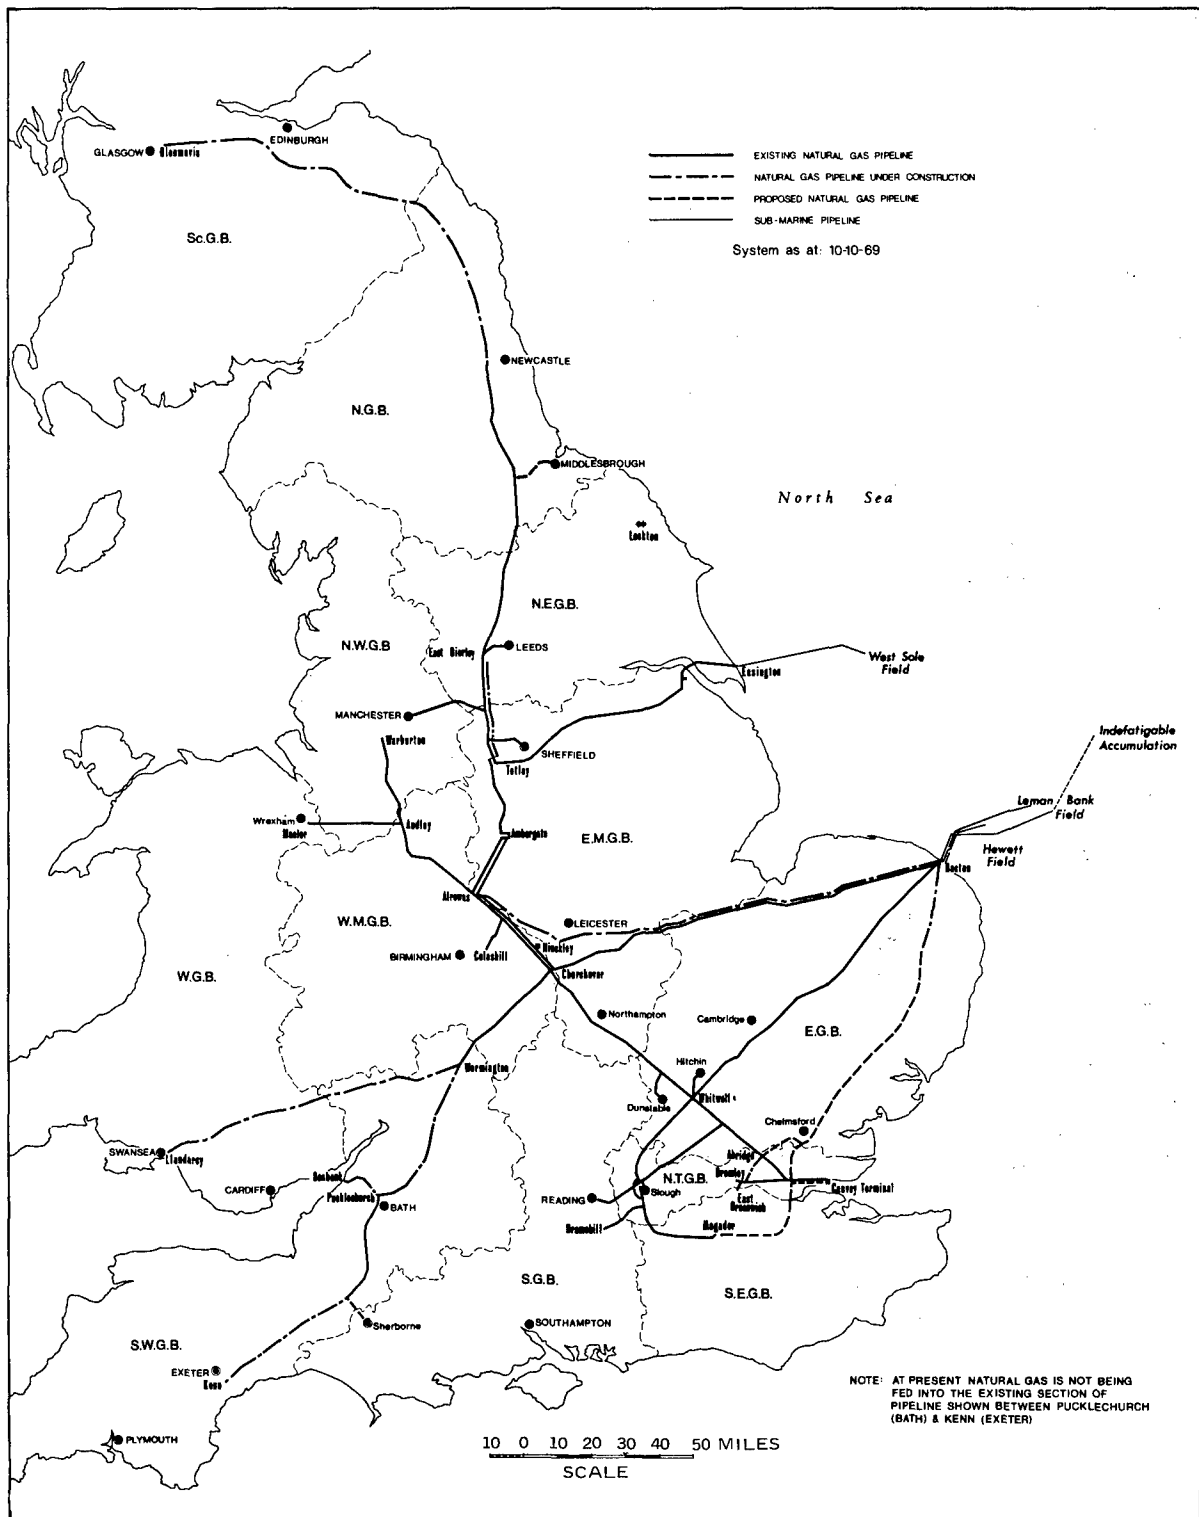 EDINBURGH
GLASGOW
Glenmavis
EXISTING NATURAL GAS PIPELINE
NATURAL GAS PIPELINE UNDER CONSTRUCTION
PROPOSED NATURAL GAS PIPELINE
SUB-MARINE PIPELINE
System as at: 10-10-69
Sc.G.B.
NEWCASTLE
N.G.B.
MIDDLESBROUGH
North Sea
Lockton
N.E.G.B.
N.W.G.B
East Bierley
LEEDS
West Sole
Field
Easington
MANCHESTER
Warburton
SHEFFIELD
Totley
Indefatigable
Accumulation
Leman Bank
Field
Wrexham
Maelor
Audley
Ambergate
E.M.G.B.
Hewett
Field
Bacton
Alrewas
W.M.G.B.
LEICESTER
Hinckley
BIRMINGHAM
Coleshill
Churchover
W.G.B.
Northampton
Cambridge
E.G.B.
Hitchin
Wormington
Dunstable
Whitwell
Chelmsford
SWANSEA
Llandarcy
Abridge
Bromley
N.T.G.B.
CARDIFF
Pucklechurch
READING
Slough
East
Greenwich
Canvey Terminal
BATH
Bramshill
Mogador
S.G.B.
S.E.G.B.
Sherborne
SOUTHAMPTON
S.W.G.B.
EXETER
Kenn
NOTE: AT PRESENT NATURAL GAS IS NOT BEING
FED INTO THE EXISTING SECTION OF
PIPELINE SHOWN BETWEEN PUCKLECHURCH
(BATH) & KENN (EXETER)
PLYMOUTH
10 0 10 20 30 40 50 MILES
SCALE